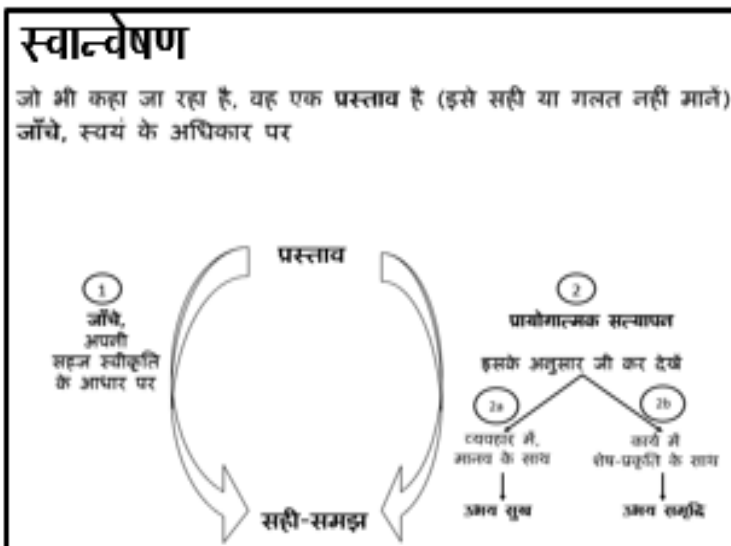 स्वान्वेषण
जो भी कहा जा रहा है, वह एक प्रस्ताव है (इसे सही या गलत नहीं मानें)
जाँचे, स्वयं के अधिकार पर
प्रस्ताव
1
जाँचे,
अपनी
सहज स्वीकृति
के आधार पर
2
प्रायोगात्मक सत्यापन
इसके अनुसार जी कर देखें
2a
व्यवहार में,
मानव के साथ
उभय सुख
2b
कार्य में
शेष-प्रकृति के साथ
उभय समृद्धि
सही-समझ